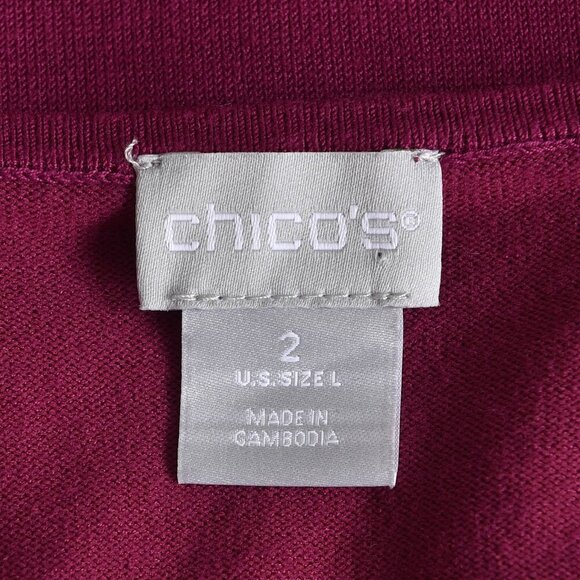 chico's®
2
U.S. SIZE L
MADE IN
CAMBODIA